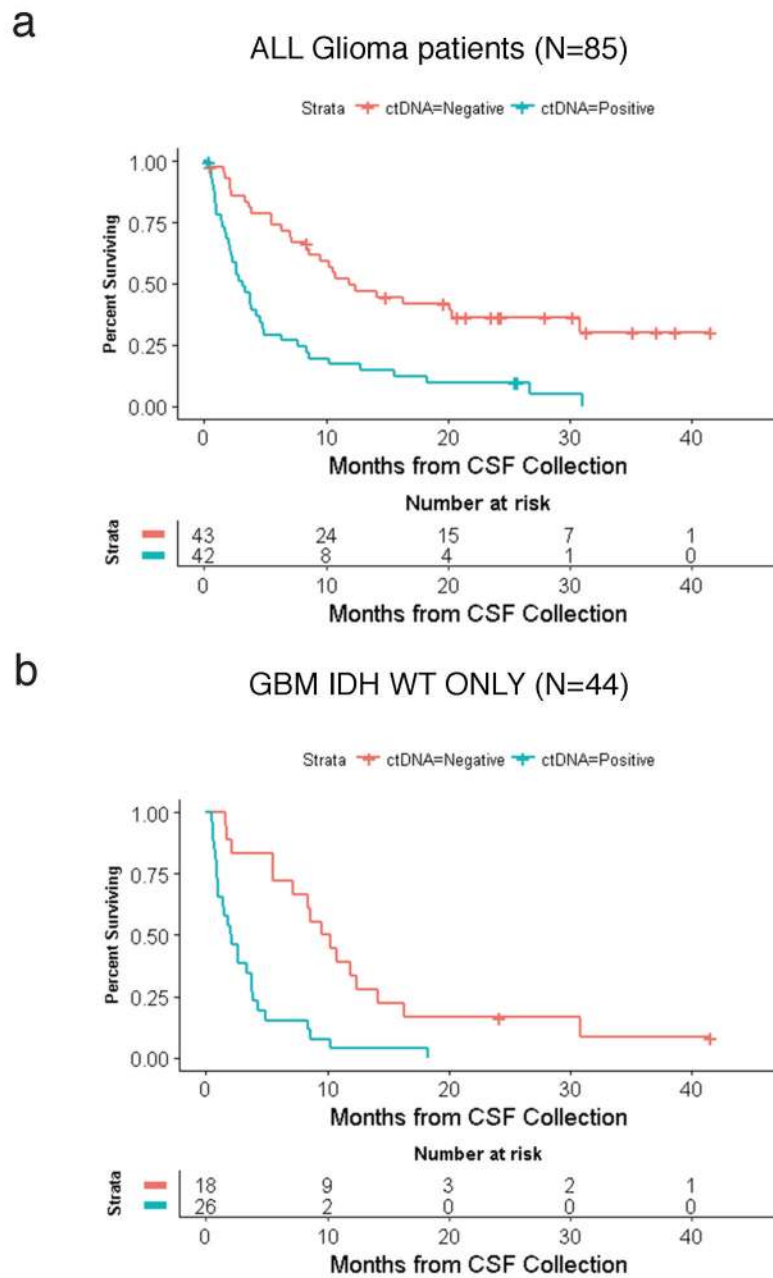 a
ALL Glioma patients (N=85)
Strata ctDNA=Negative ctDNA=Positive
Percent Surviving
1.00
0.75
0.50
0.25
0.00
0 10 20 30 40
Months from CSF Collection
Number at risk
Strata
43 24 15 7 1
42 8 4 1 0
0 10 20 30 40
Months from CSF Collection
b
GBM IDH WT ONLY (N=44)
Strata ctDNA=Negative ctDNA=Positive
Percent Surviving
1.00
0.75
0.50
0.25
0.00
0 10 20 30 40
Months from CSF Collection
Number at risk
Strata
18 9 3 2 1
26 2 0 0 0
0 10 20 30 40
Months from CSF Collection